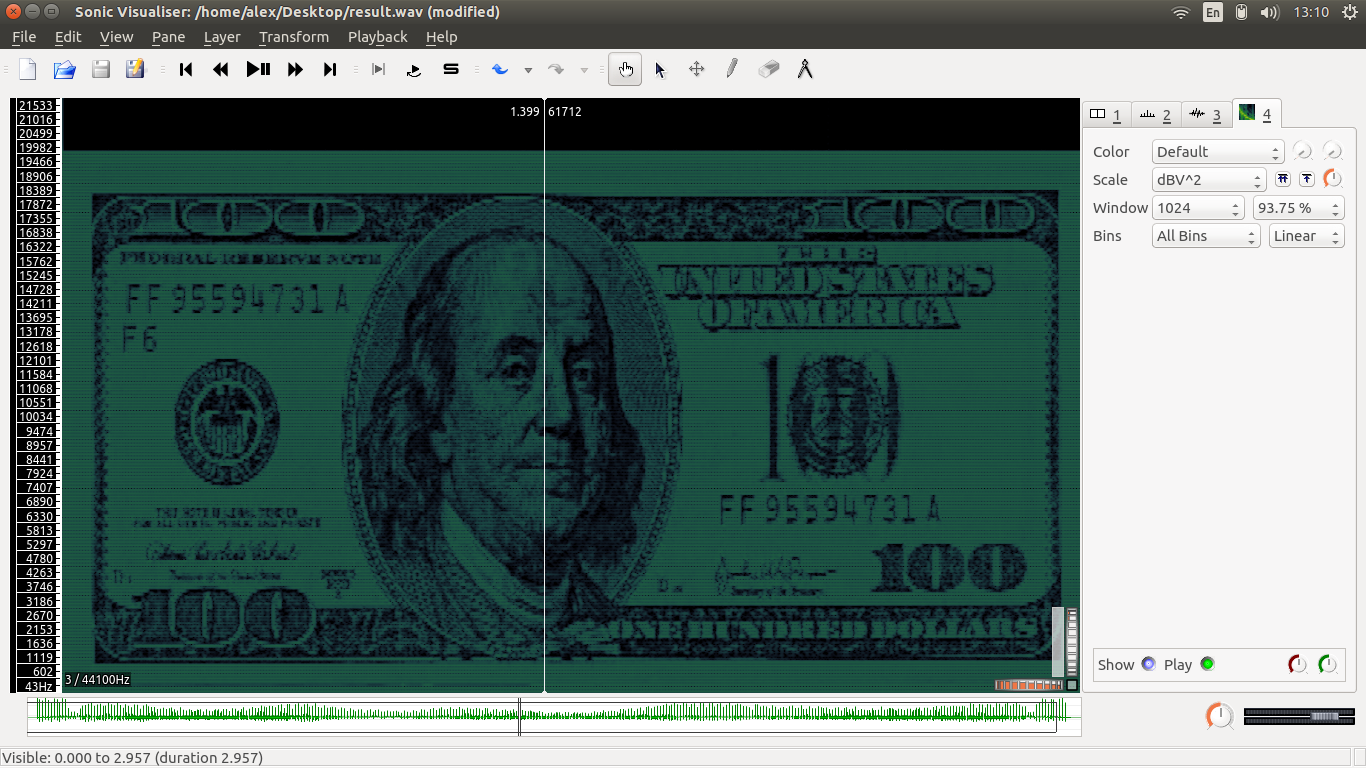 Sonic Visualiser: /home/alex/Desktop/result.wav (modified)
En
13:10
File Edit View Pane Layer Transform Playback Help
21533
21016
20499
19982
19466
18906
18389
17872
17355
16838
16322
15762
15245
14728
14211
13695
13178
12618
12101
11584
11068
10551
10034
9474
8957
8441
7924
7407
6890
6330
5813
5297
4780
4263
3746
3186
2670
2153
1636
1119
602
43Hz
1.399 61712
100 100
FEDERAL RESERVE NOTE
THIS
UNITED STATES
OF AMERICA
FF 95594731 A
F6
FF 95594731 A
100
100
ONE HUNDRED DOLLARS
3 / 44100Hz
1 2 3 4
Color Default
Scale dBV^2
Window 1024 93.75 %
Bins All Bins Linear
Show Play
Visible: 0.000 to 2.957 (duration 2.957)